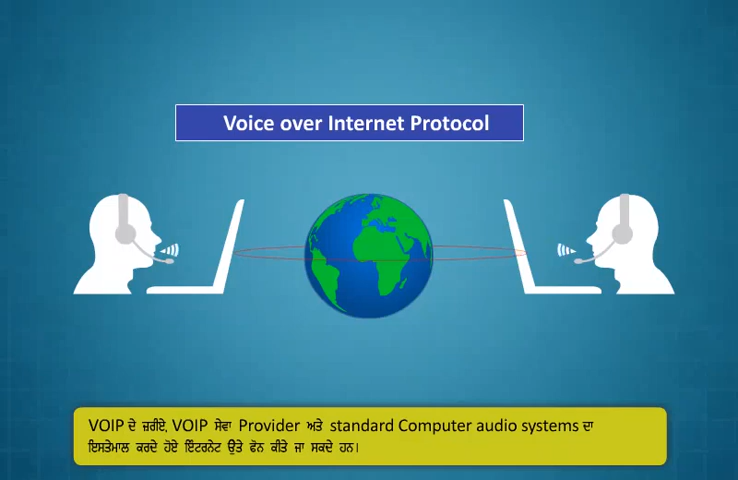 Voice over Internet Protocol
VOIP ਦੇ ਜ਼ਰੀਏ, VOIP ਸੇਵਾ Provider ਅਤੇ standard Computer audio systems ਦਾ
ਇਸਤੇਮਾਲ ਕਰਦੇ ਹੋਏ ਇੰਟਰਨੇਟ ਉਤੇ ਫੋਨ ਕੀਤੇ ਜਾ ਸਕਦੇ ਹਨ।